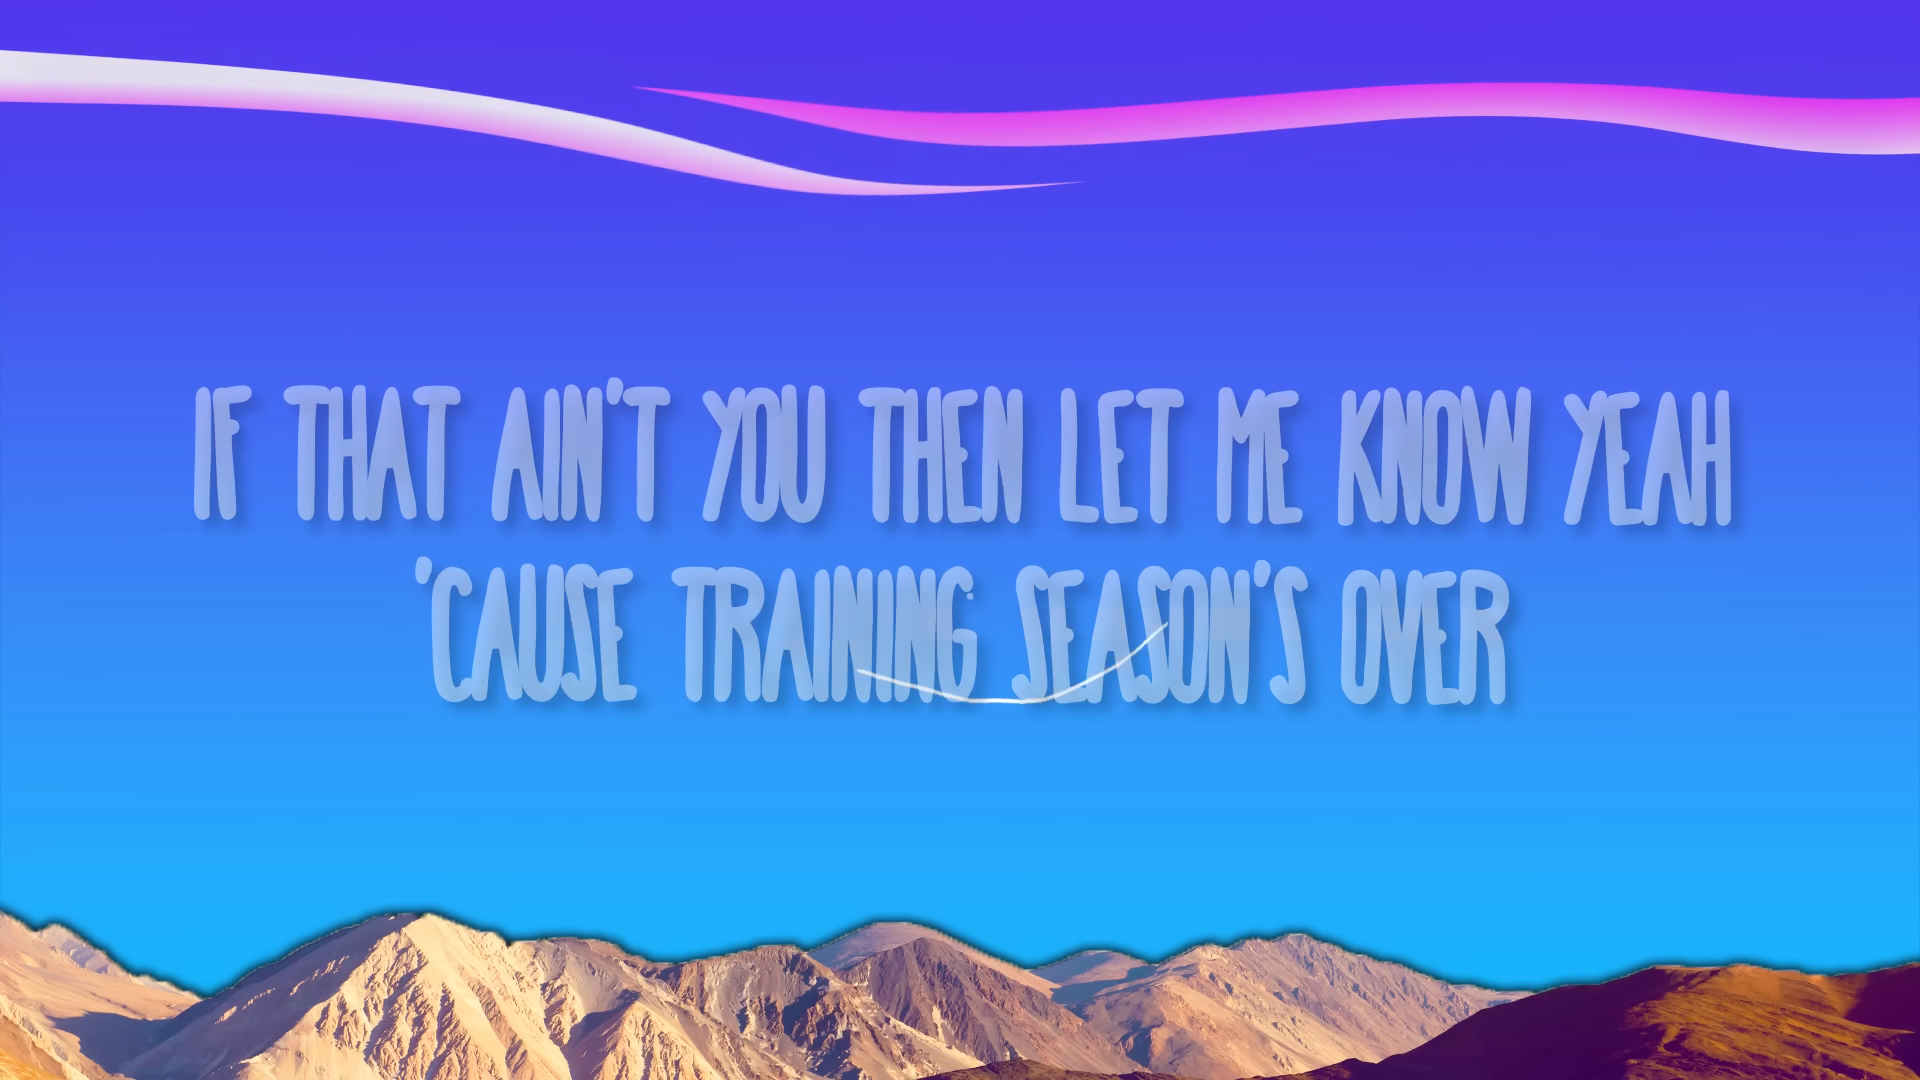 IF THAT AIN'T YOU THEN LET ME KNOW YEAH
'CAUSE TRAINING SEASON'S OVER